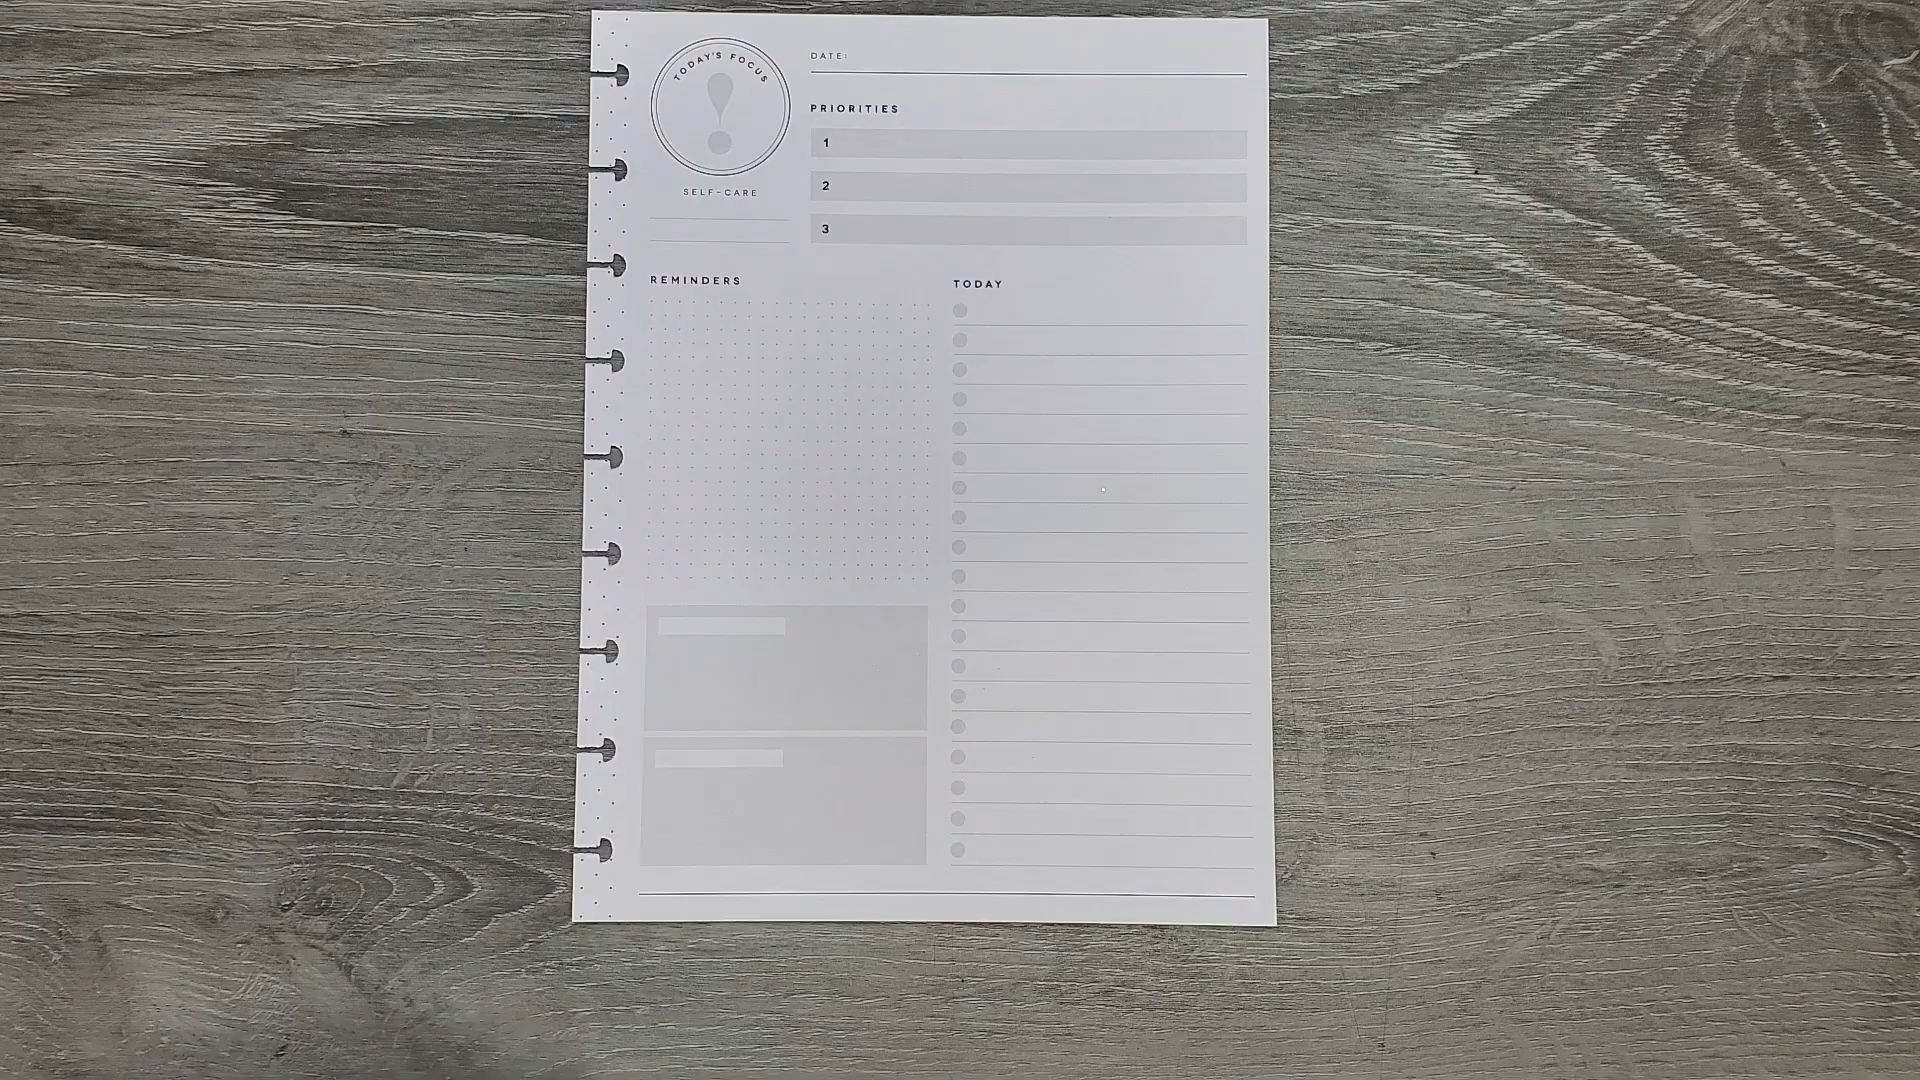 TODAY'S FOCUS
SELF-CARE
DATE:
PRIORITIES
1
2
3
REMINDERS
TODAY